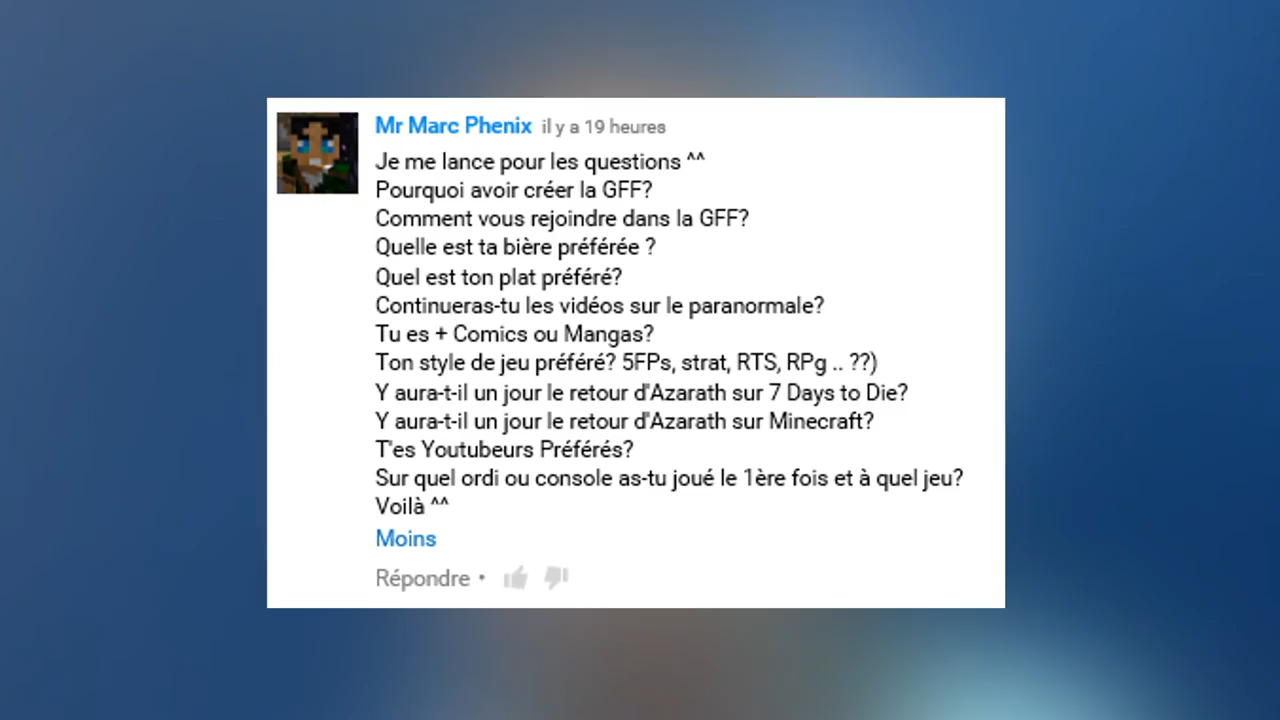 Mr Marc Phenix il y a 19 heures
Je me lance pour les questions ^^
Pourquoi avoir créer la GFF?
Comment vous rejoindre dans la GFF?
Quelle est ta bière préférée ?
Quel est ton plat préféré?
Continueras-tu les vidéos sur le paranormale?
Tu es + Comics ou Mangas?
Ton style de jeu préféré? 5FPs, strat, RTS, RPg .. ??)
Y aura-t-il un jour le retour d'Azarath sur 7 Days to Die?
Y aura-t-il un jour le retour d'Azarath sur Minecraft?
T'es Youtubeurs Préférés?
Sur quel ordi ou console as-tu joué le 1ère fois et à quel jeu?
Voilà ^^
Moins
Répondre •